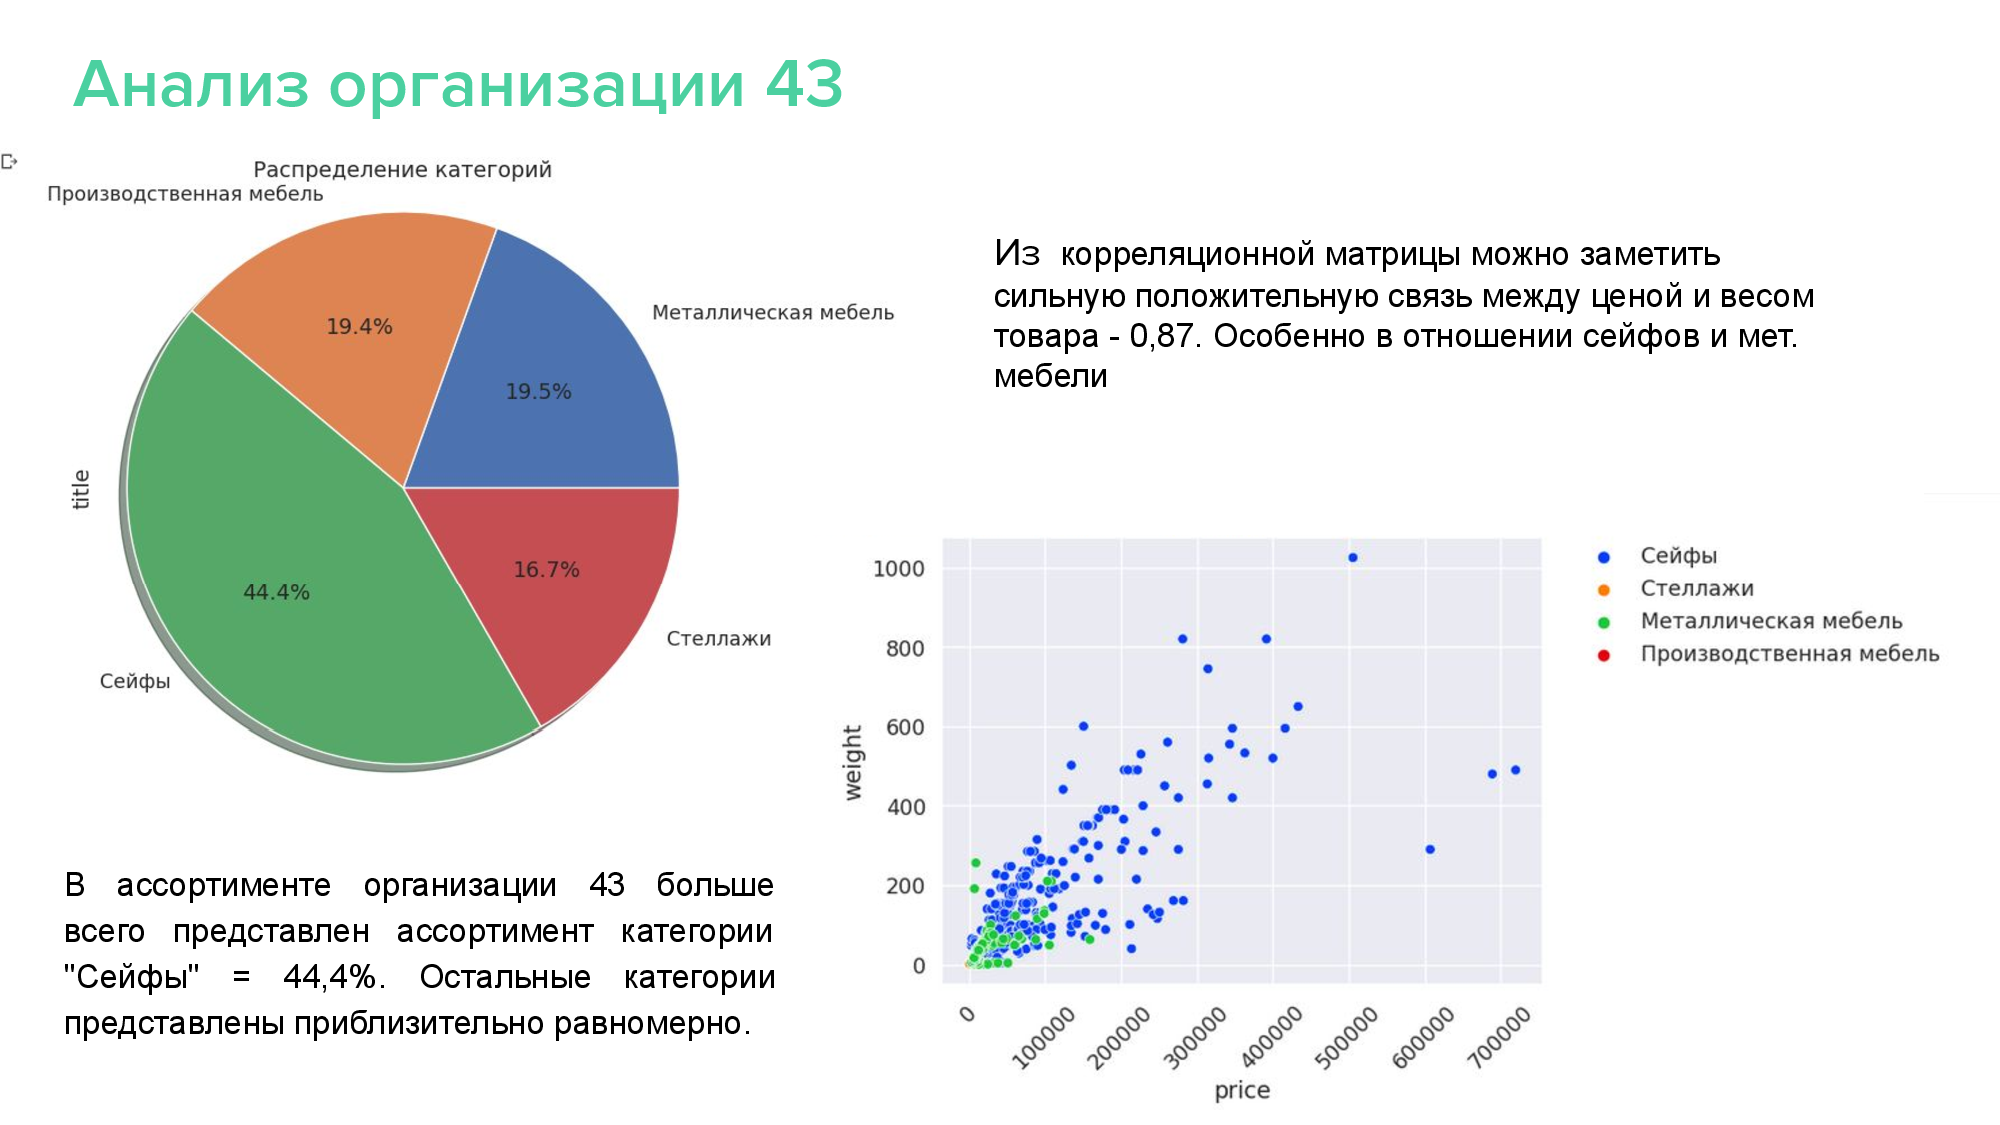 Анализ организации 43
Распределение категорий
Производственная мебель
19.4%
Металлическая мебель
19.5%
title
16.7%
44.4%
Стеллажи
Сейфы
В ассортименте организации 43 больше
всего представлен ассортимент категории
"Сейфы" = 44,4%. Остальные категории
представлены приблизительно равномерно.
Из корреляционной матрицы можно заметить
сильную положительную связь между ценой и весом
товара - 0,87. Особенно в отношении сейфов и мет.
мебели
1000
800
600
400
200
0
weight
0
100000
200000
300000
400000
500000
600000
700000
price
Сейфы
Стеллажи
Металлическая мебель
Производственная мебель